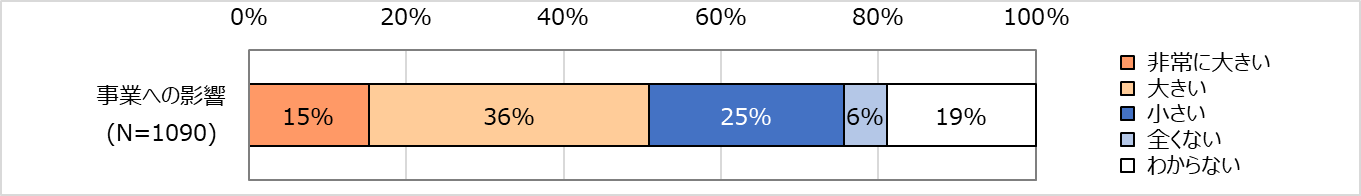 0% 20% 40% 60% 80% 100%
事業への影響
(N=1090)
15% 36% 25% 6% 19%
非常に大きい
大きい
小さい
全くない
わからない